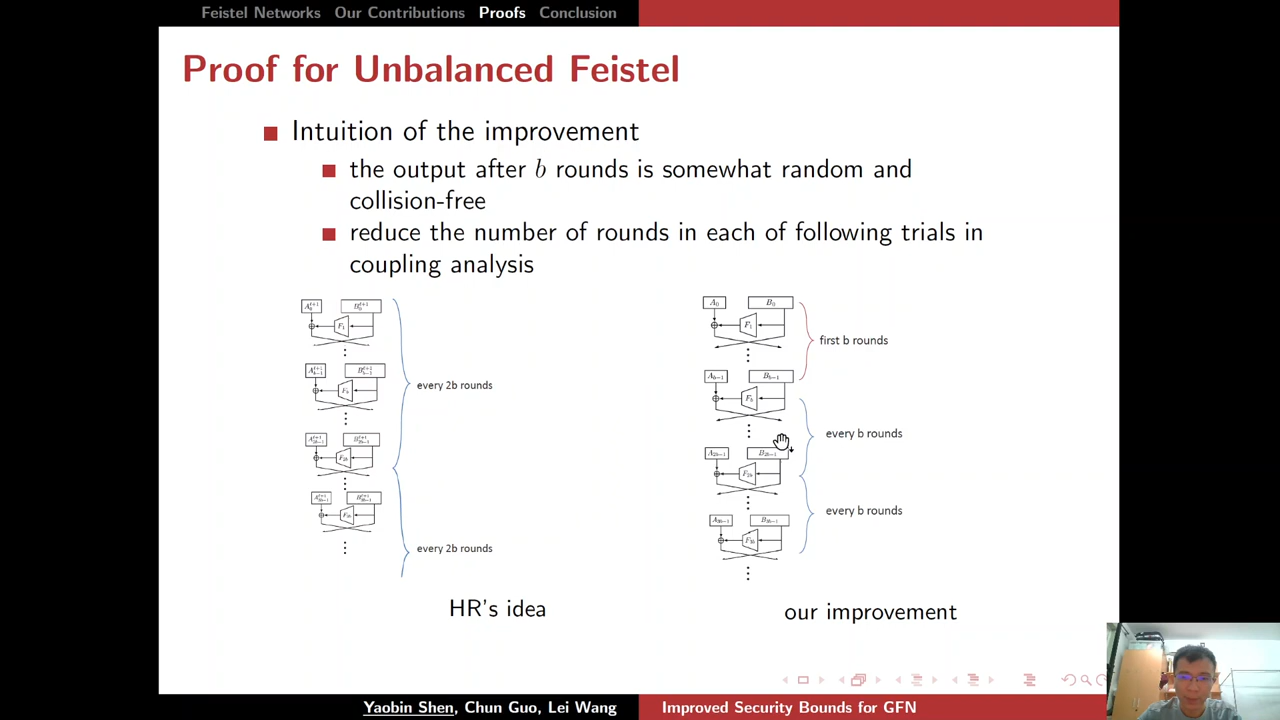 Feistel Networks Our Contributions Proofs Conclusion
Proof for Unbalanced Feistel
Intuition of the improvement
the output after b rounds is somewhat random and
collision-free
reduce the number of rounds in each of following trials in
coupling analysis
every 2b rounds
every 2b rounds
HR's idea
A₀ B₀
F₁
first b rounds
every b rounds
every b rounds
our improvement
Yaobin Shen, Chun Guo, Lei Wang Improved Security Bounds for GFN